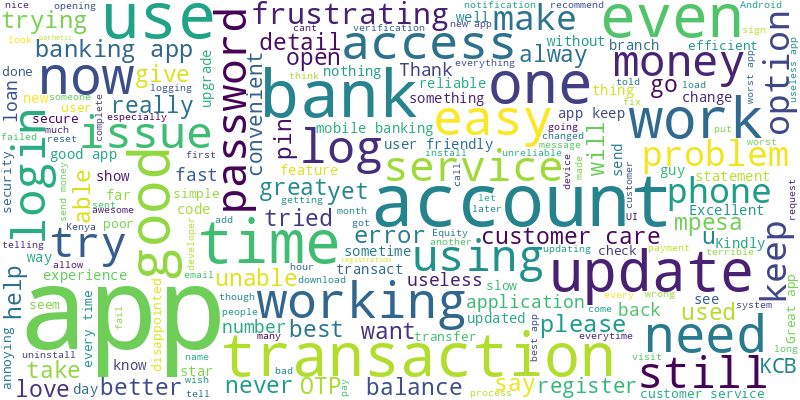 nice
opening
trying
use
frustrating
cant
verification
well
make
notification
new app
recommend
even
Android
sign
look
pathetic
banking app
now
done
loan
someone
logging
give
upgrade
password
detail
open
access
alway
without
branch
efficient
money
option
useless app
new
user
really
convenient
think
nothing
Thank
everything
reliable
something
one
told
fix
thing
go
load
change
worst app
secure
complete
much
especially
reset
failed
issue
bank
mobile banking
app keep
going
changed
work
put
worst
login
good app
first
pin
log
user friendly
install
message
unreliable
easy
will
problem
security
show
able
good
fast
feature
great
yet
service
device
made
send
customer
guy
statement
send money
sent
far
simple
getting
call
let
later
account
UI
phone
Excellent
request
awesome
poor
code
tried
month
got
Kenya
add
time
developer
error
Equity
another
customer care
u
mpesa
Kindly
keep
telling
try
way
allow
experience
email
unable
hour
sometime
transact
using
updating
everytime
check
payment
update
terrible
help
seem
every time
disappointed
though
people
download
useless
slow
application
every
wrong
see
system
Great app
app
fail
number
registration
working
best
want
updated
transfer
please
come
back
used
need
long
annoying
uninstall
take
know
name
star
many
transaction
best app
everytime
visit
still
KCB
love
day
better
wish
tell
never
bad
OTP
pay
balance
process
say
register
customer service